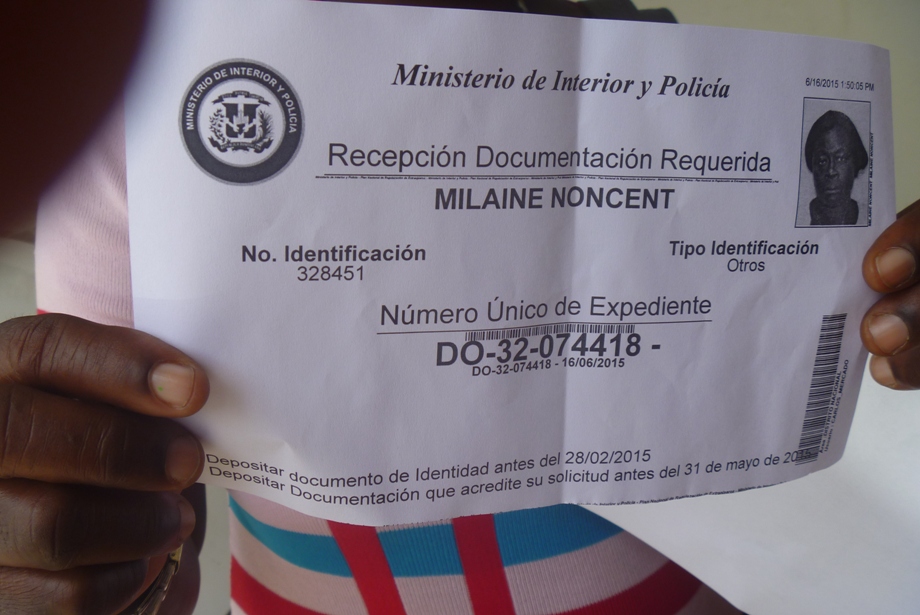 MINISTERIO DE INTERIOR Y POLICIA
Ministerio de Interior y Policía
6/16/2015 1:50:05 PM
Recepción Documentación Requerida
MILAINE NONCENT
No. Identificación
328451
Tipo Identificación
Otros
Número Único de Expediente
DO-32-074418 -
DO-32-074418 - 16/06/2015
Depositar documento de Identidad antes del 28/02/2015
Depositar Documentación que acredite su solicitud antes del 31 de mayo de